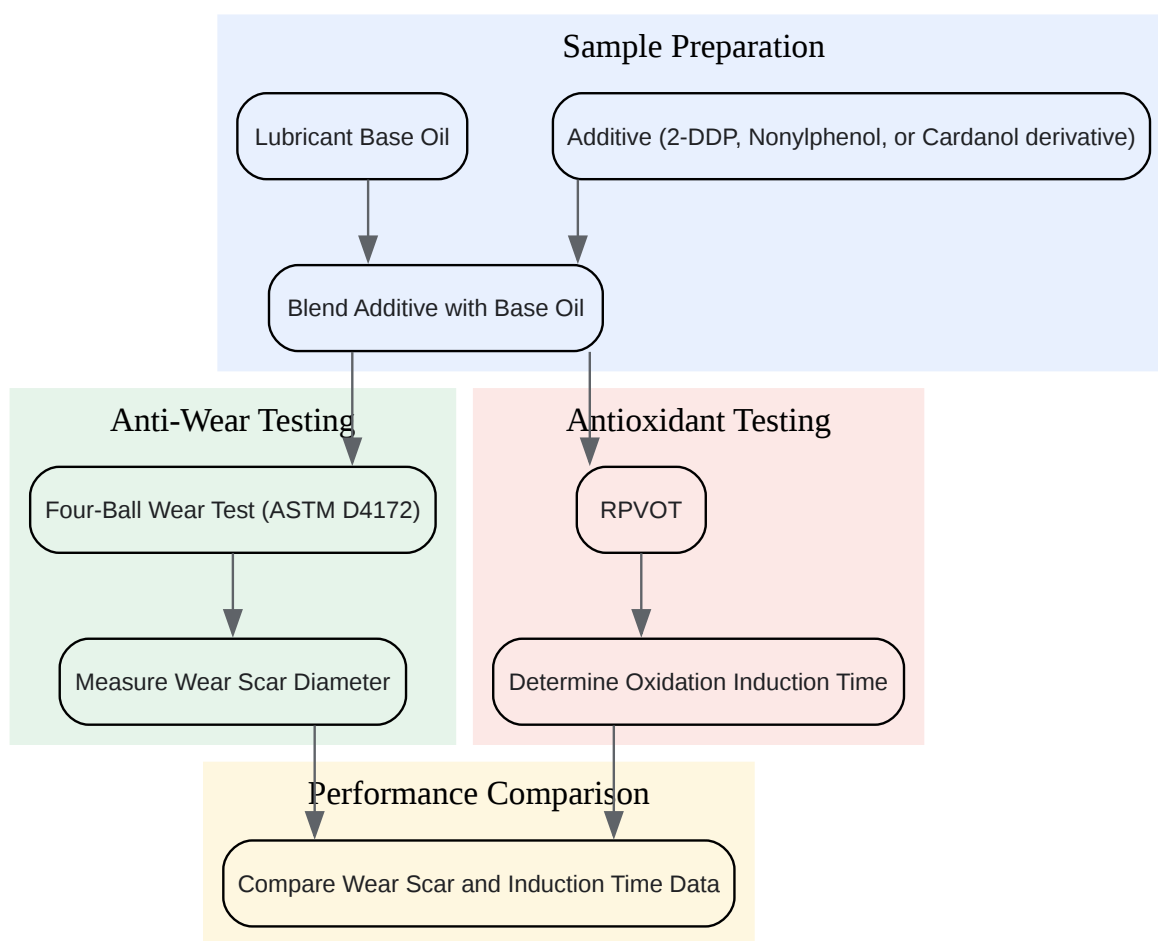 Sample Preparation
Lubricant Base Oil
Additive (2-DDP, Nonylphenol, or Cardanol derivative)
Blend Additive with Base Oil
Anti-Wear Testing
Antioxidant Testing
Four-Ball Wear Test (ASTM D4172)
RPVOT
Measure Wear Scar Diameter
Determine Oxidation Induction Time
Performance Comparison
Compare Wear Scar and Induction Time Data